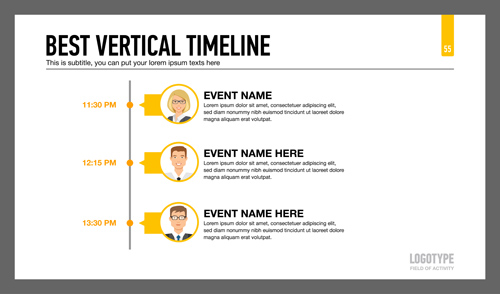 BEST VERTICAL TIMELINE
This is subtitle, you can put your lorem ipsum texts here
55
11:30 PM
EVENT NAME
Lorem ipsum dolor sit amet, consectetuer adipiscing elit,
sed diam nonummy nibh euismod tincidunt ut laoreet dolore
magna aliquam erat volutpat.
12:15 PM
EVENT NAME HERE
Lorem ipsum dolor sit amet, consectetuer adipiscing elit,
sed diam nonummy nibh euismod tincidunt ut laoreet dolore
magna aliquam erat volutpat.
13:30 PM
EVENT NAME HERE
Lorem ipsum dolor sit amet, consectetuer adipiscing elit,
sed diam nonummy nibh euismod tincidunt ut laoreet dolore
magna aliquam erat volutpat.
LOGOTYPE
FIELD OF ACTIVITY